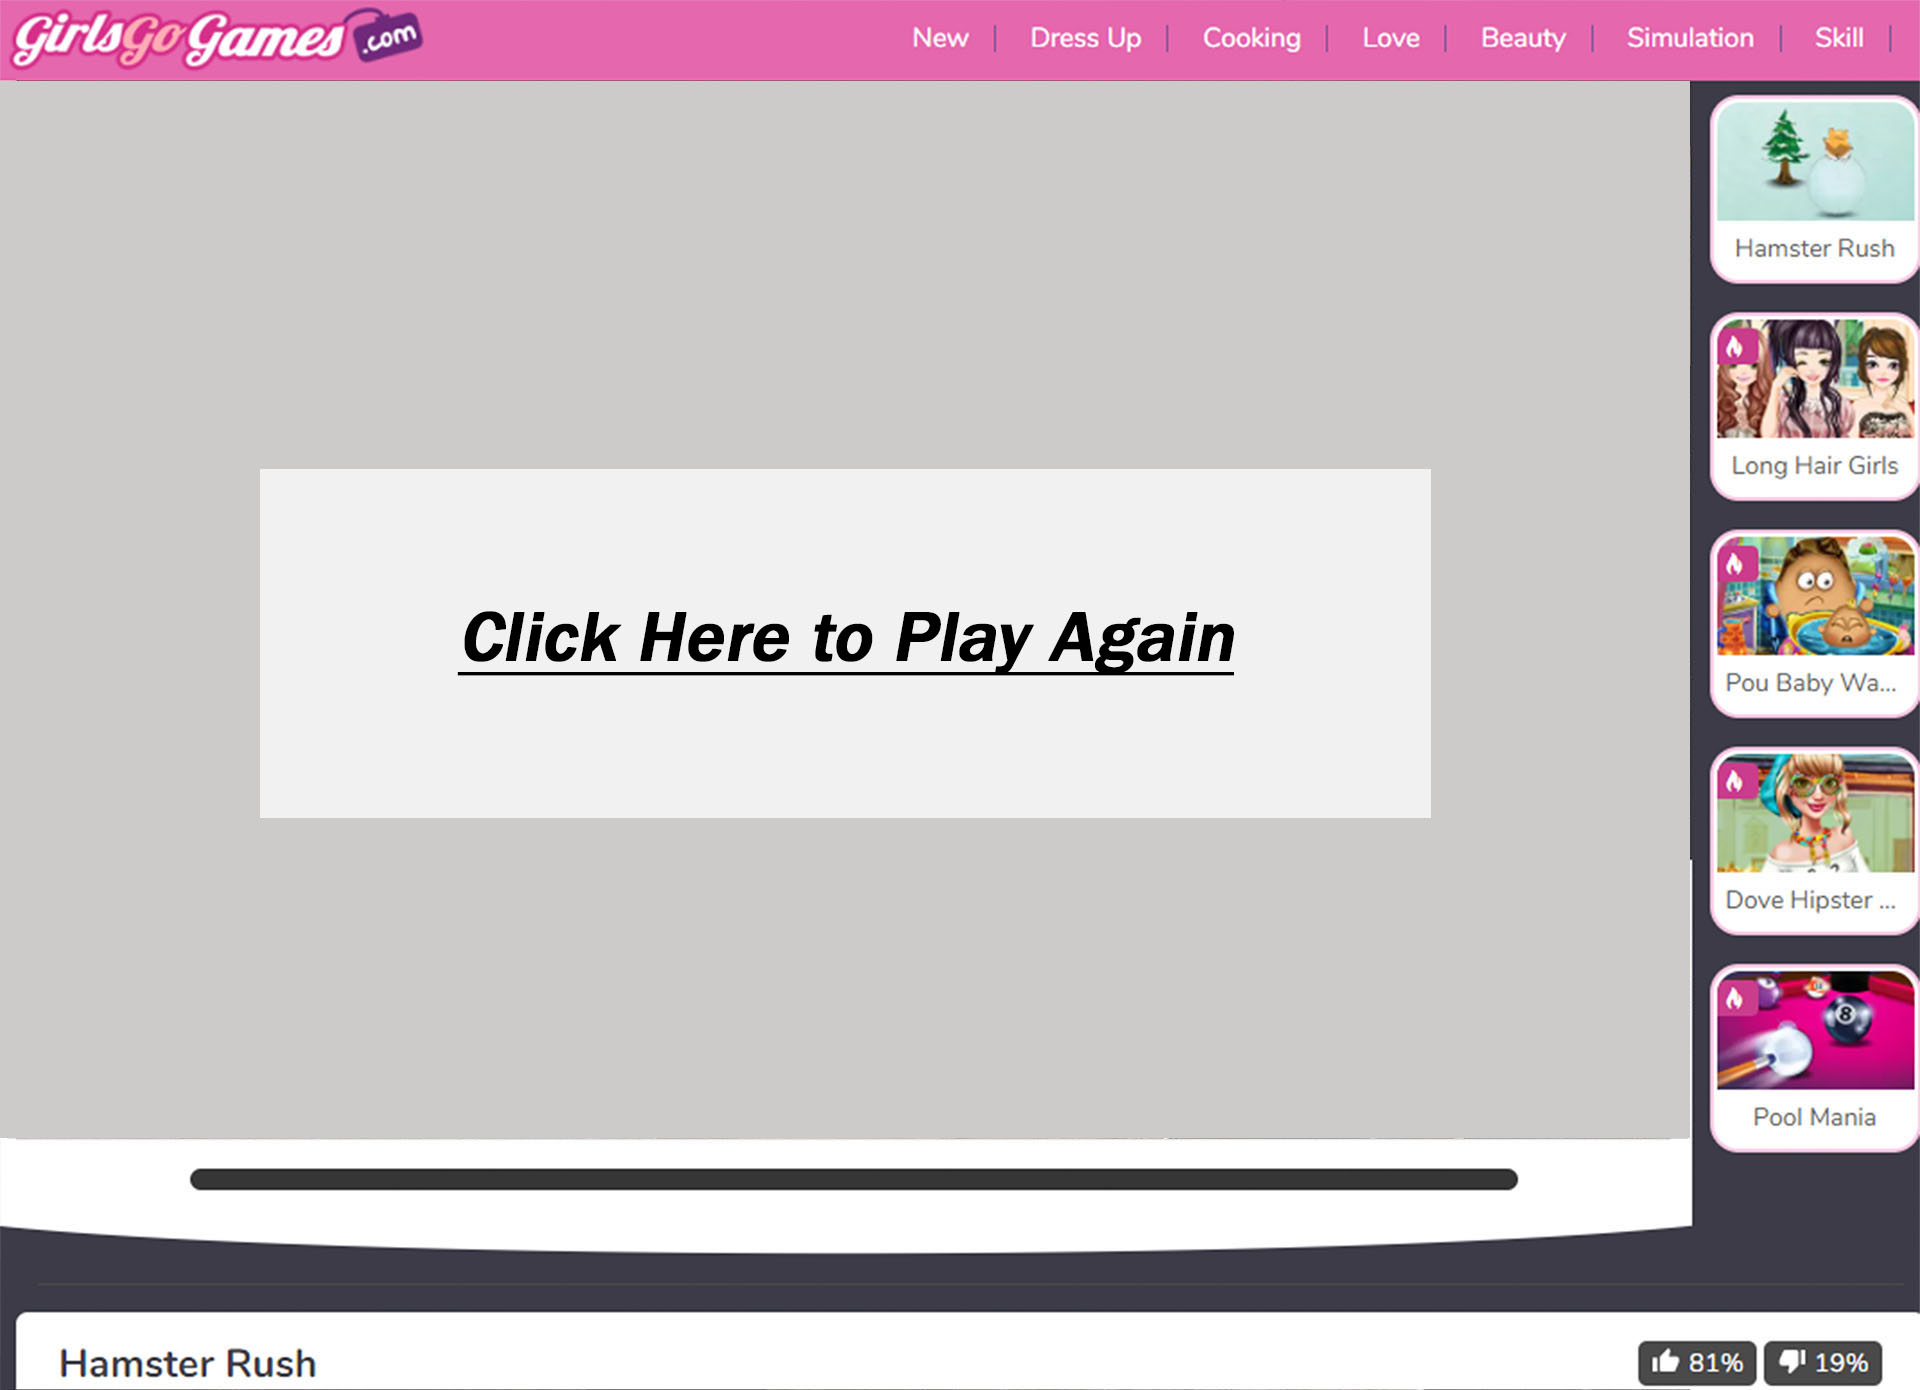 GirlsGoGames.com
New
Dress Up
Cooking
Love
Beauty
Simulation
Skill
Hamster Rush
Long Hair Girls
Click Here to Play Again
Pou Baby Wa...
Dove Hipster ...
8
Pool Mania
Hamster Rush
81%
19%